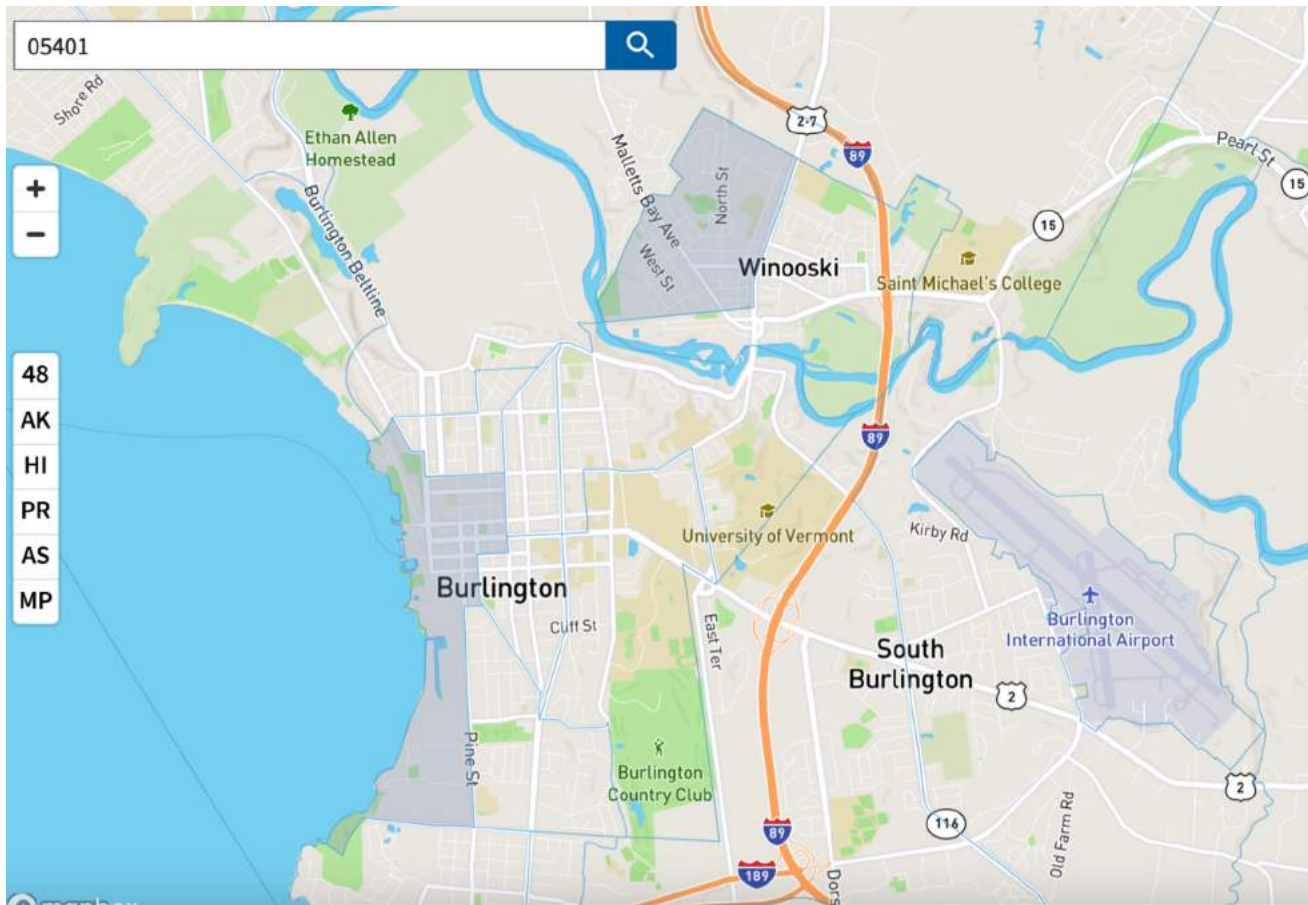 05401
Shore Rd
Ethan Allen
Homestead
Burlington Beltline
Malletts Bay Ave
North St
West St
2-7
89
Pearl St
15
15
Winooski
Saint Michael's College
+
−
48
AK
HI
PR
AS
MP
89
University of Vermont
Kirby Rd
Burlington
Cliff St
East Ter
Burlington
International Airport
South
Burlington
2
Pine St
Burlington
Country Club
2
89
116
Old Farm Rd
189
Dors
mapbox